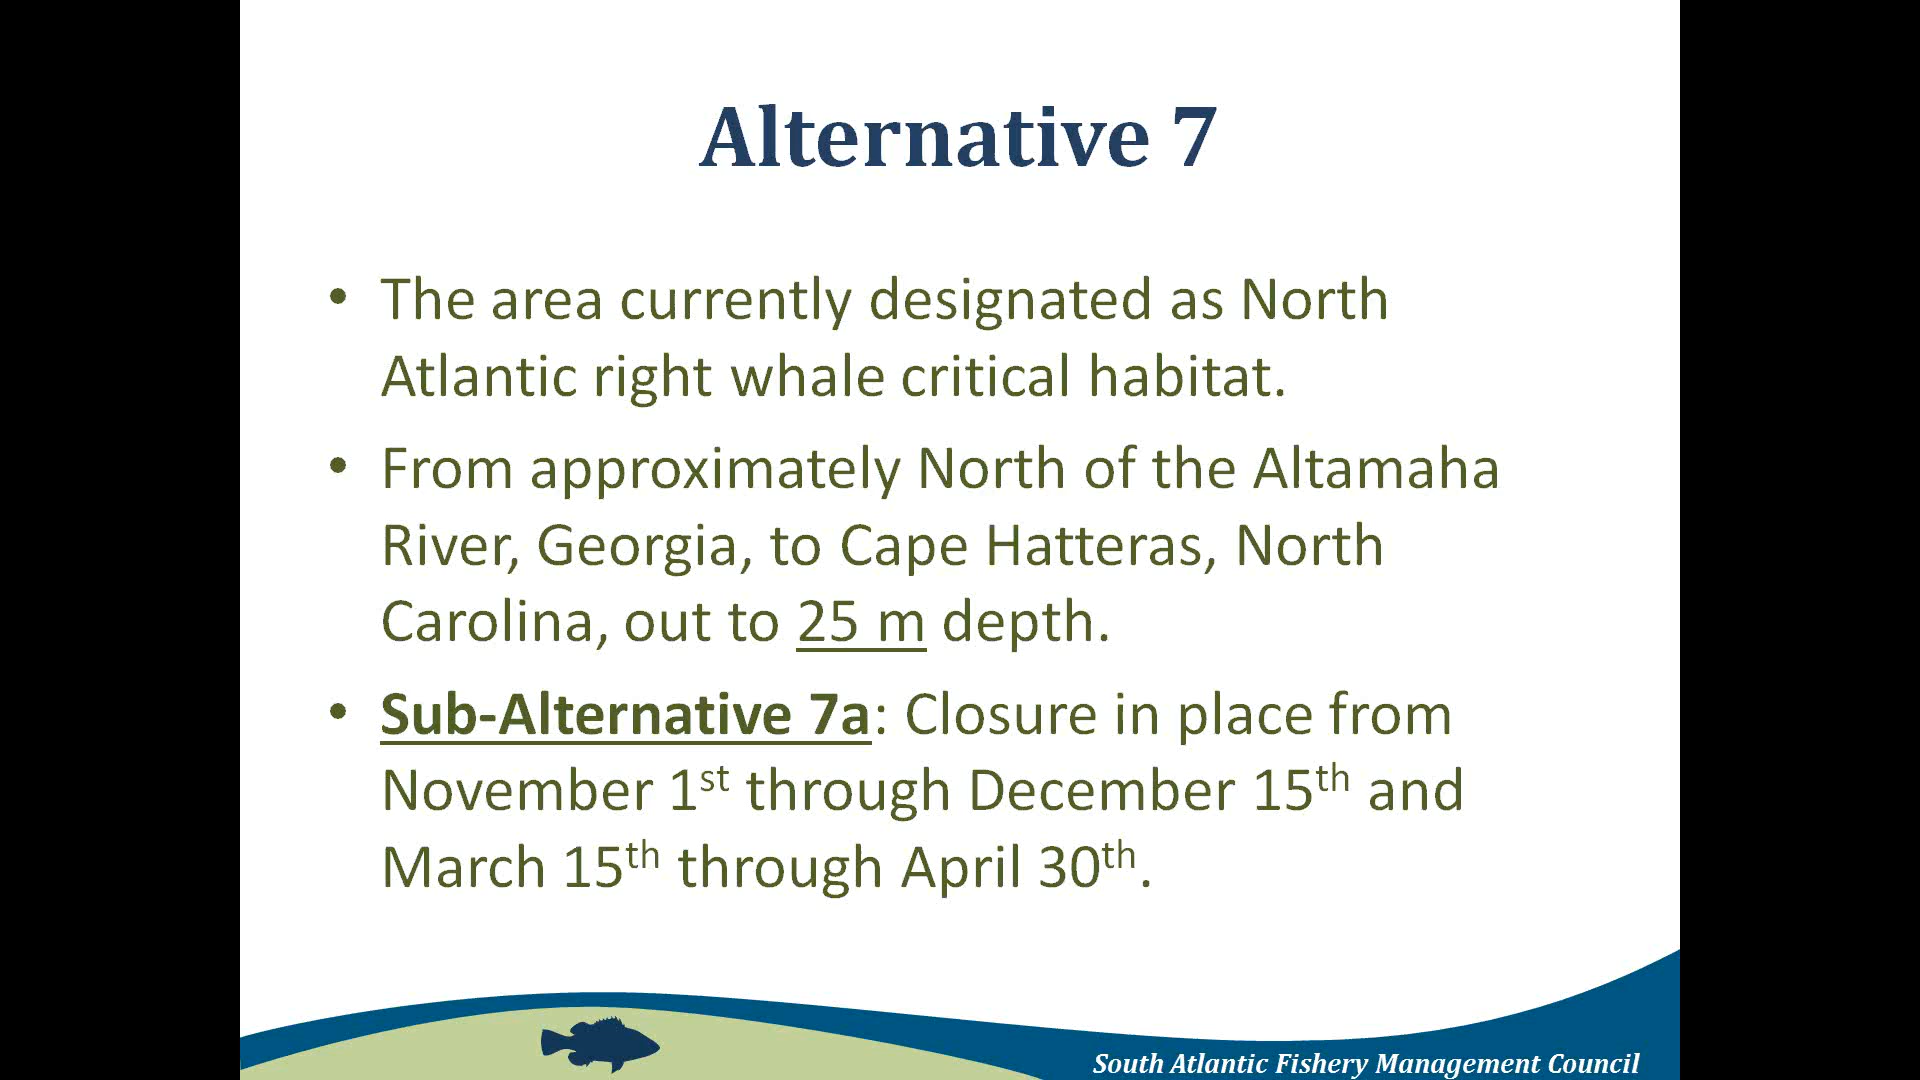 Alternative 7
• The area currently designated as North
Atlantic right whale critical habitat.
• From approximately North of the Altamaha
River, Georgia, to Cape Hatteras, North
Carolina, out to 25 m depth.
• Sub-Alternative 7a: Closure in place from
November 1st through December 15th and
March 15th through April 30th.
South Atlantic Fishery Management Council